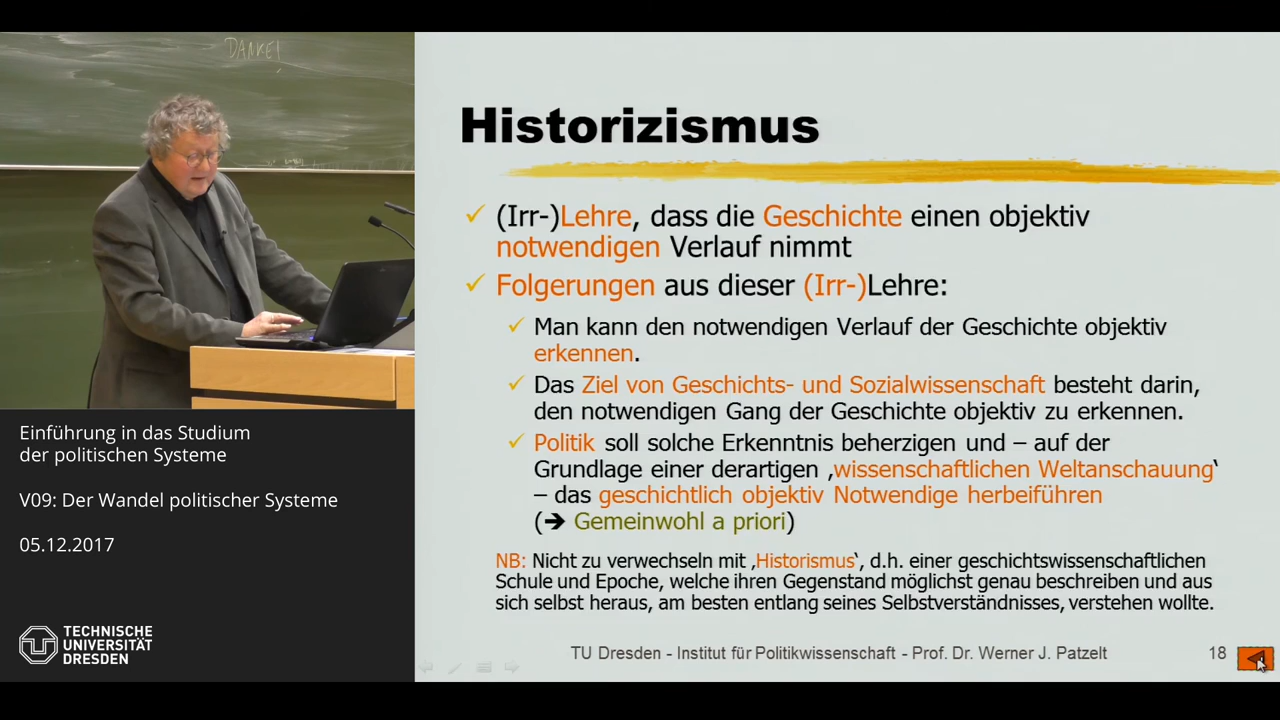 DANKE!
Historizismus
(Irr-)Lehre, dass die Geschichte einen objektiv
notwendigen Verlauf nimmt
Folgerungen aus dieser (Irr-)Lehre:
Man kann den notwendigen Verlauf der Geschichte objektiv
erkennen.
Das Ziel von Geschichts- und Sozialwissenschaft besteht darin,
den notwendigen Gang der Geschichte objektiv zu erkennen.
Politik soll solche Erkenntnis beherzigen und – auf der
Grundlage einer derartigen ‚wissenschaftlichen Weltanschauung‘
– das geschichtlich objektiv Notwendige herbeiführen
(➔ Gemeinwohl a priori)
NB: Nicht zu verwechseln mit ‚Historismus‘, d.h. einer geschichtswissenschaftlichen
Schule und Epoche, welche ihren Gegenstand möglichst genau beschreiben und aus
sich selbst heraus, am besten entlang seines Selbstverständnisses, verstehen wollte.
TU Dresden - Institut für Politikwissenschaft - Prof. Dr. Werner J. Patzelt
18
Einführung in das Studium
der politischen Systeme
V09: Der Wandel politischer Systeme
05.12.2017
TECHNISCHE
UNIVERSITÄT
DRESDEN